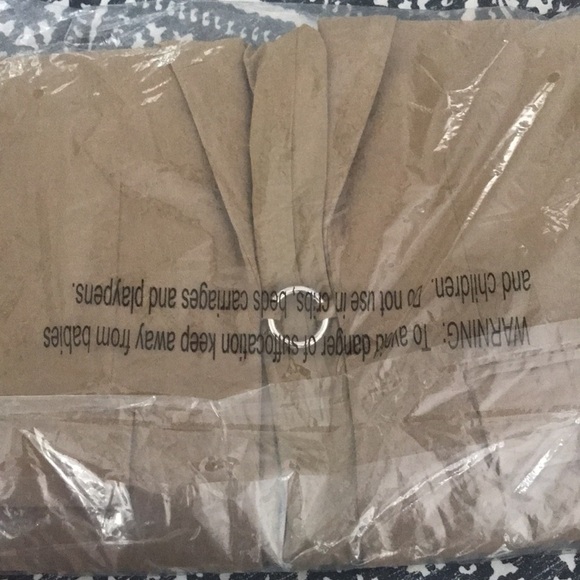 WARNING: To avoid danger of suffocation keep away from babies
and children. Do not use in cribs, beds carriages and playpens.